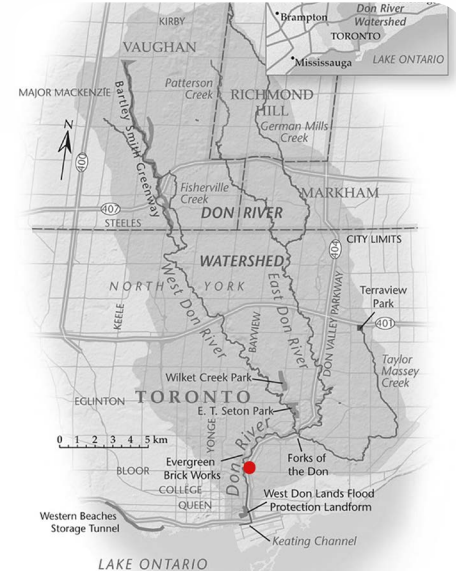 KIRBY
VAUGHAN
Brampton
Don River
Watershed
TORONTO
Mississauga
LAKE ONTARIO
MAJOR MACKENZIE
Patterson
Creek
RICHMOND
HILL
German Mills
Creek
N
400
Bartley Smith Greenway
Fisherville
Creek
MARKHAM
407
STEELES
DON RIVER
WATERSHED
404
CITY LIMITS
NORTH YORK
West Don River
East Don River
DON VALLEY PARKWAY
Terraview
Park
KEELE
BAYVIEW
401
Taylor
Massey
Creek
Wilket Creek Park
EGLINTON
TORONTO
E. T. Seton Park
0 1 2 3 4 5 km
YONGE
Don River
Forks of
the Don
BLOOR
Evergreen
Brick Works
COLLEGE
QUEEN
West Don Lands Flood
Protection Landform
Western Beaches
Storage Tunnel
Keating Channel
LAKE ONTARIO